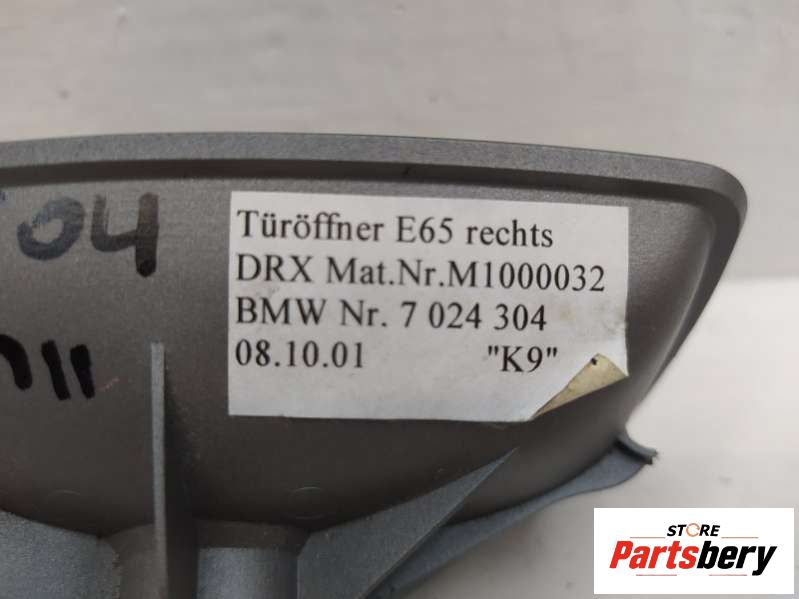 04
Türöffner E65 rechts
DRX Mat.Nr.M1000032
BMW Nr. 7 024 304
08.10.01 "K9"
STORE
Partsbery